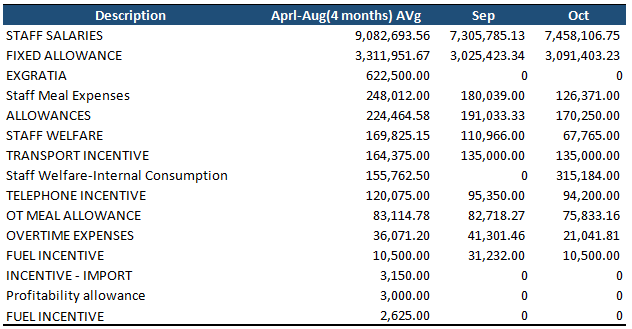 Description Aprl-Aug(4 months) AVg Sep Oct
STAFF SALARIES 9,082,693.56 7,305,785.13 7,458,106.75
FIXED ALLOWANCE 3,311,951.67 3,025,423.34 3,091,403.23
EXGRATIA 622,500.00 0 0
Staff Meal Expenses 248,012.00 180,039.00 126,371.00
ALLOWANCES 224,464.58 191,033.33 170,250.00
STAFF WELFARE 169,825.15 110,966.00 67,765.00
TRANSPORT INCENTIVE 164,375.00 135,000.00 135,000.00
Staff Welfare-Internal Consumption 155,762.50 0 315,184.00
TELEPHONE INCENTIVE 120,075.00 95,350.00 94,200.00
OT MEAL ALLOWANCE 83,114.78 82,718.27 75,833.16
OVERTIME EXPENSES 36,071.20 41,301.46 21,041.81
FUEL INCENTIVE 10,500.00 31,232.00 10,500.00
INCENTIVE - IMPORT 3,150.00 0 0
Profitability allowance 3,000.00 0 0
FUEL INCENTIVE 2,625.00 0 0